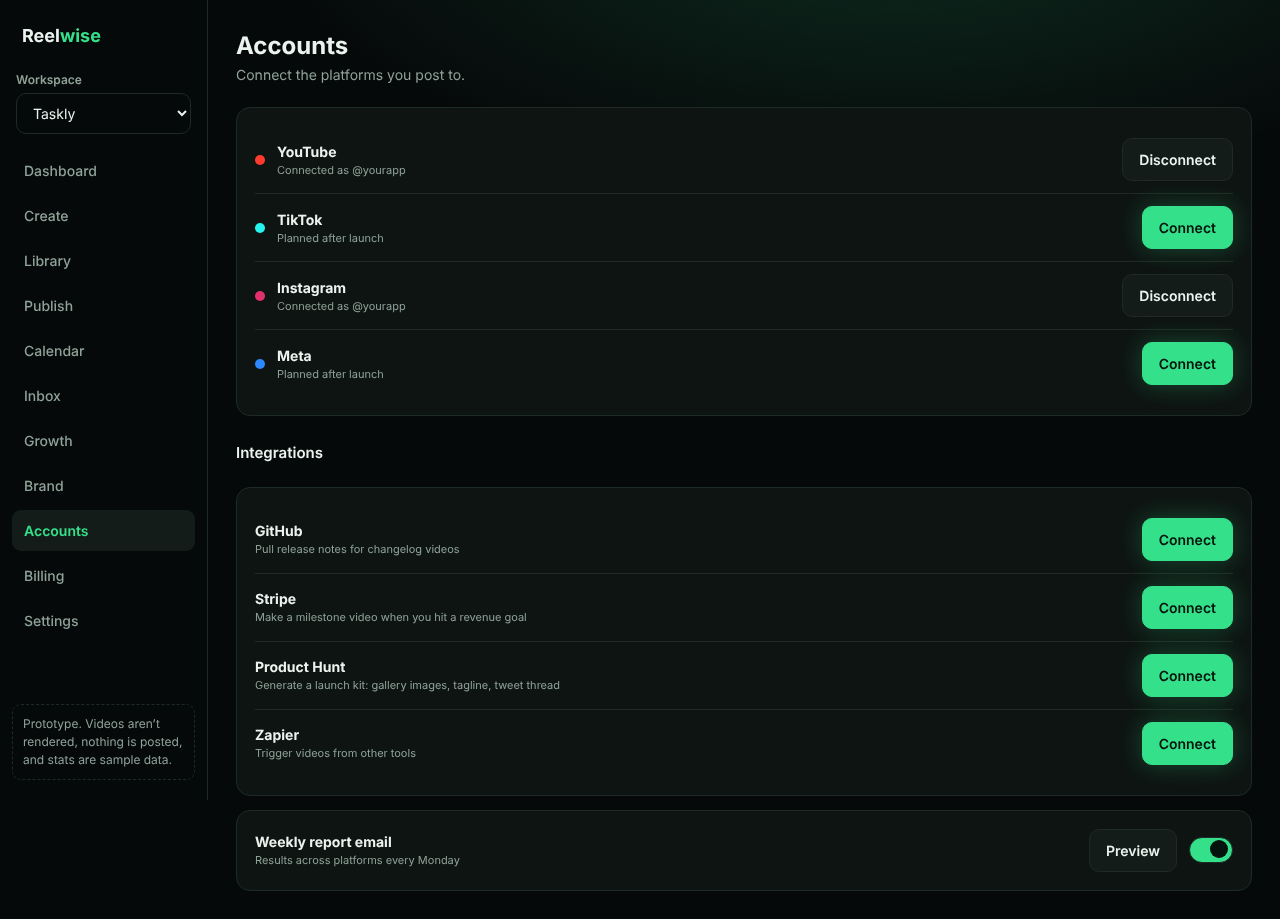 Reelwise
Workspace
Taskly
Dashboard
Create
Library
Publish
Calendar
Inbox
Growth
Brand
Accounts
Billing
Settings
Prototype. Videos aren’t
rendered, nothing is posted,
and stats are sample data.
Accounts
Connect the platforms you post to.
YouTube
Connected as @yourapp
Disconnect
TikTok
Planned after launch
Connect
Instagram
Connected as @yourapp
Disconnect
Meta
Planned after launch
Connect
Integrations
GitHub
Pull release notes for changelog videos
Connect
Stripe
Make a milestone video when you hit a revenue goal
Connect
Product Hunt
Generate a launch kit: gallery images, tagline, tweet thread
Connect
Zapier
Trigger videos from other tools
Connect
Weekly report email
Results across platforms every Monday
Preview